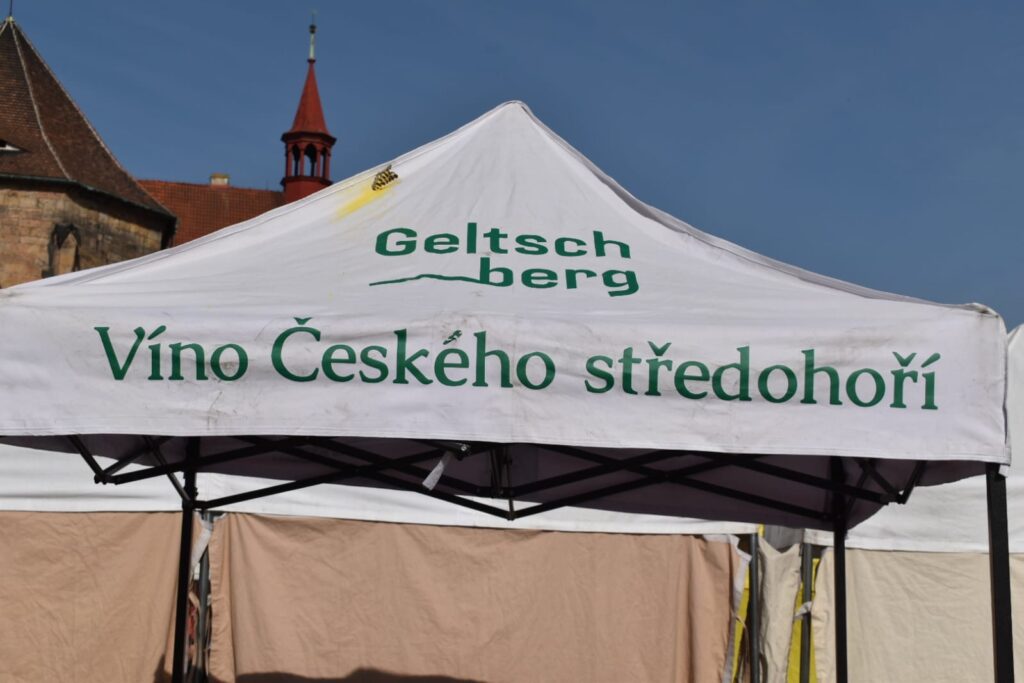 Geltsch
berg
Víno Českého středohoří